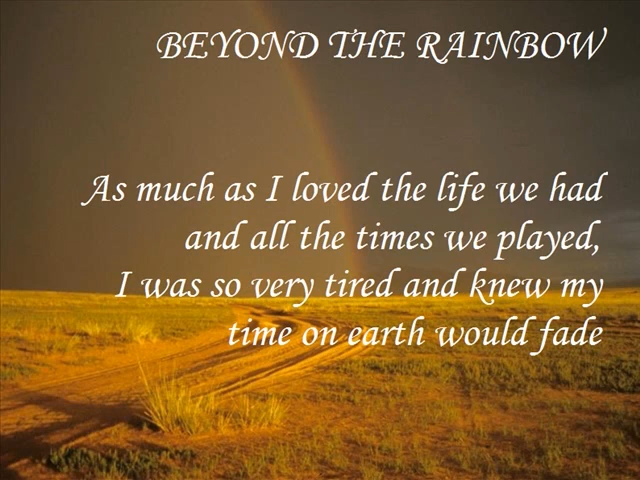 BEYOND THE RAINBOW
As much as I loved the life we had
and all the times we played,
I was so very tired and knew my
time on earth would fade